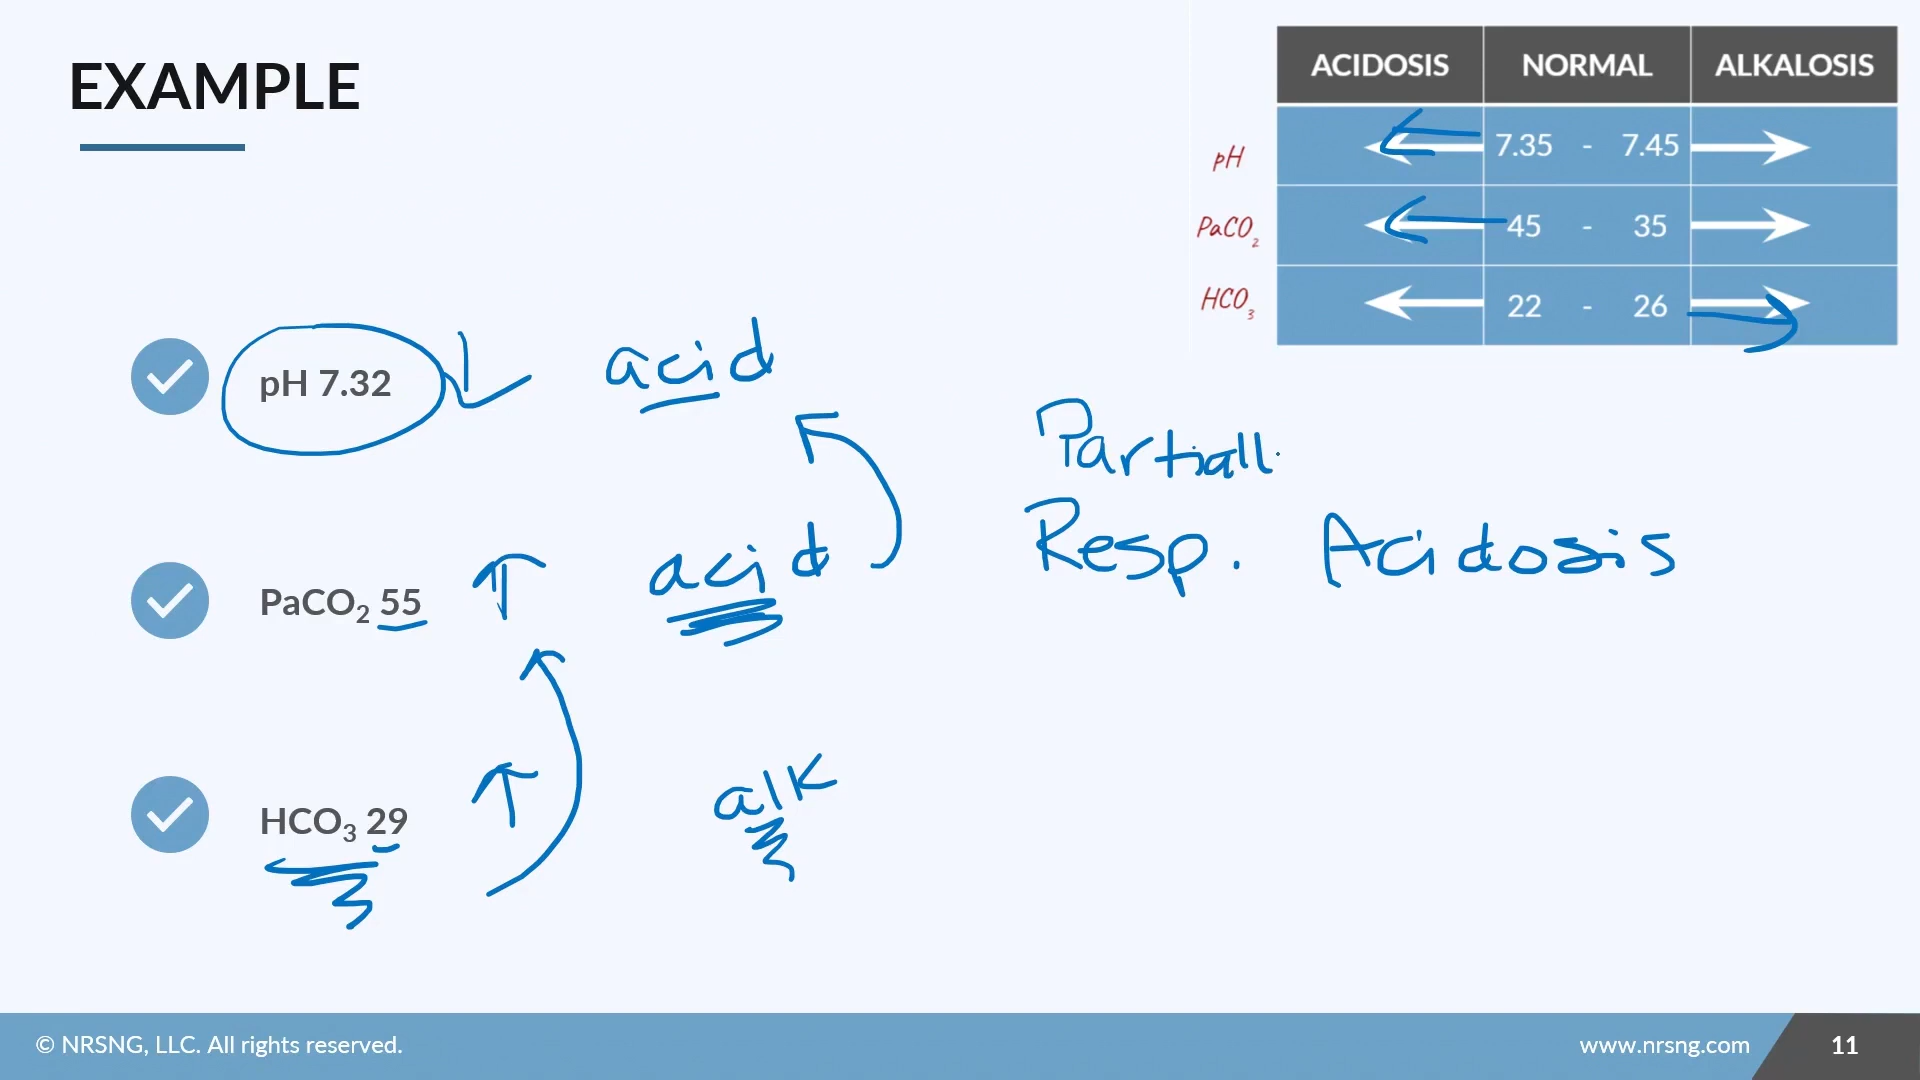 EXAMPLE
ACIDOSIS NORMAL ALKALOSIS
pH 7.35 - 7.45
PaCO₂ 45 - 35
HCO₃ 22 - 26
pH 7.32 acid
Partiall
Resp. Acidosis
PaCO₂ 55 acid
HCO₃ 29 alk
© NRSNG, LLC. All rights reserved.
www.nrsng.com
11